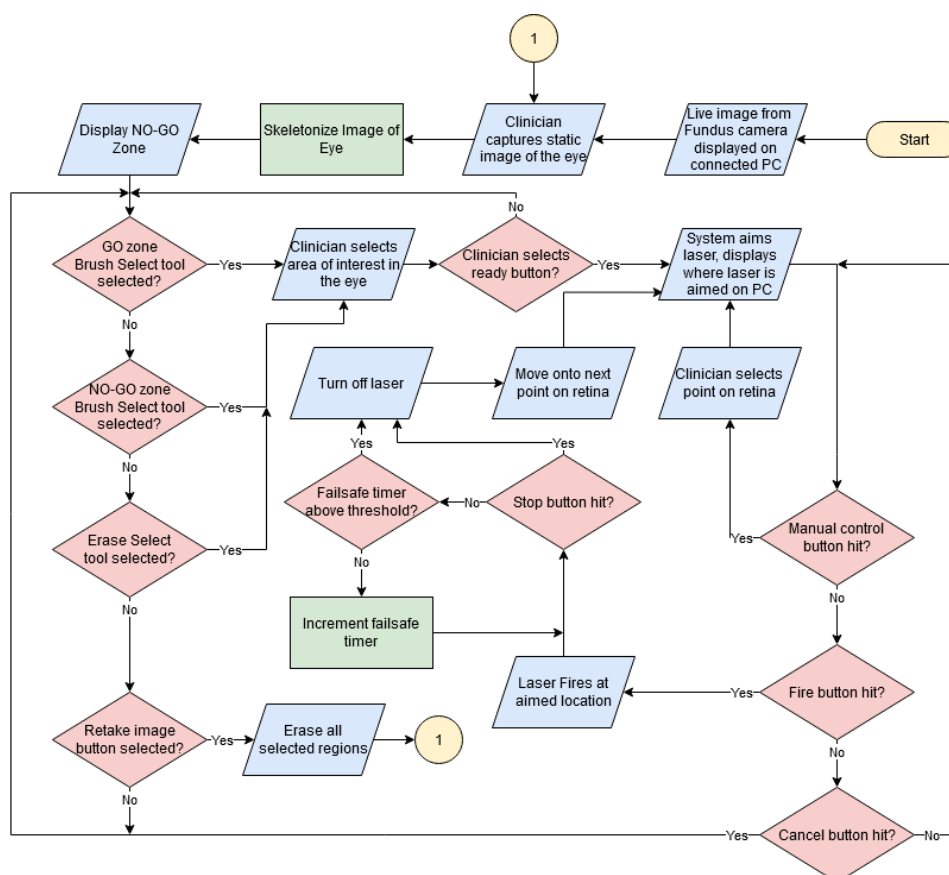 1
Display NO-GO
Zone
Skeletonize Image of
Eye
Clinician
captures static
image of the eye
Live image from
Fundus camera
displayed on
connected PC
Start
No
GO zone
Brush Select tool
selected?
Yes
Clinician selects
area of interest in
the eye
Clinician selects
ready button?
Yes
System aims
laser, displays
where laser is
aimed on PC
No
NO-GO zone
Brush Select tool
selected?
Yes
Turn off laser
Move onto next
point on retina
Clinician selects
point on retina
No
Yes
Yes
Erase Select
tool selected?
Yes
Failsafe timer
above threshold?
No
Stop button hit?
Manual control
button hit?
Yes
No
No
No
Increment failsafe
timer
Laser Fires at
aimed location
Yes
Fire button hit?
Retake image
button selected?
Yes
Erase all
selected regions
1
No
No
Yes
Cancel button hit?
No